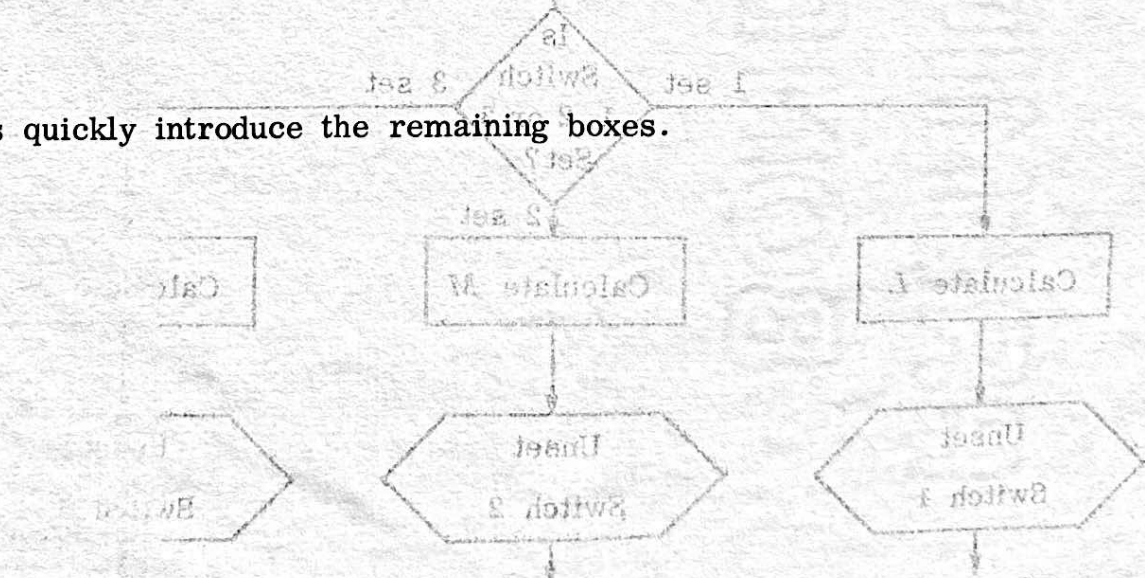 Is
Switch
Set?
3 set
1 set
s quickly introduce the remaining boxes.
2 set
Calc
Calculate M
Calculate L
Unset
Switch 2
Unset
Switch 1